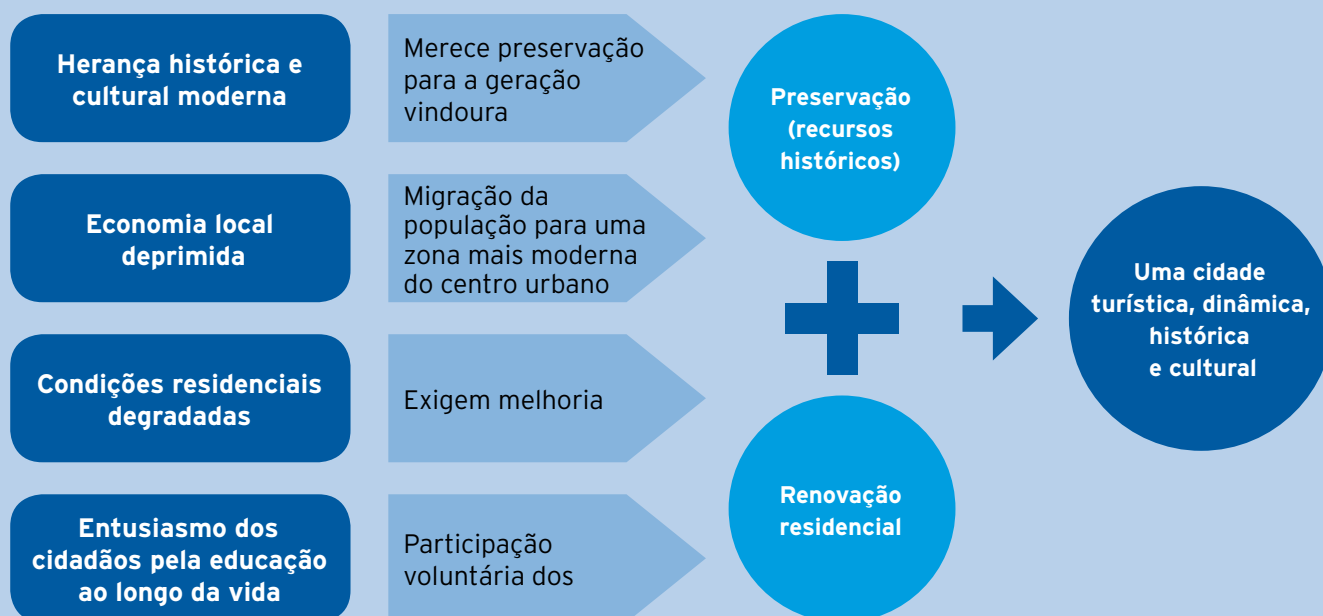 Herança histórica e
cultural moderna
Merece preservação
para a geração
vindoura
Economia local
deprimida
Migração da
população para uma
zona mais moderna
do centro urbano
Condições residenciais
degradadas
Exigem melhoria
Entusiasmo dos
cidadãos pela educação
ao longo da vida
Participação
voluntária dos
Preservação
(recursos
históricos)
Renovação
residencial
Uma cidade
turística, dinâmica,
histórica
e cultural